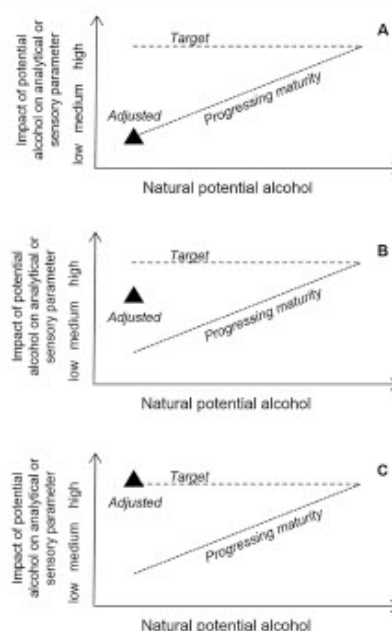 A
Impact of potential
alcohol on analytical or
sensory parameter
low medium high
Target
Adjusted
Progressing maturity
Natural potential alcohol
B
Impact of potential
alcohol on analytical or
sensory parameter
low medium high
Target
Adjusted
Progressing maturity
Natural potential alcohol
C
Impact of potential
alcohol on analytical or
sensory parameter
low medium high
Target
Adjusted
Progressing maturity
Natural potential alcohol